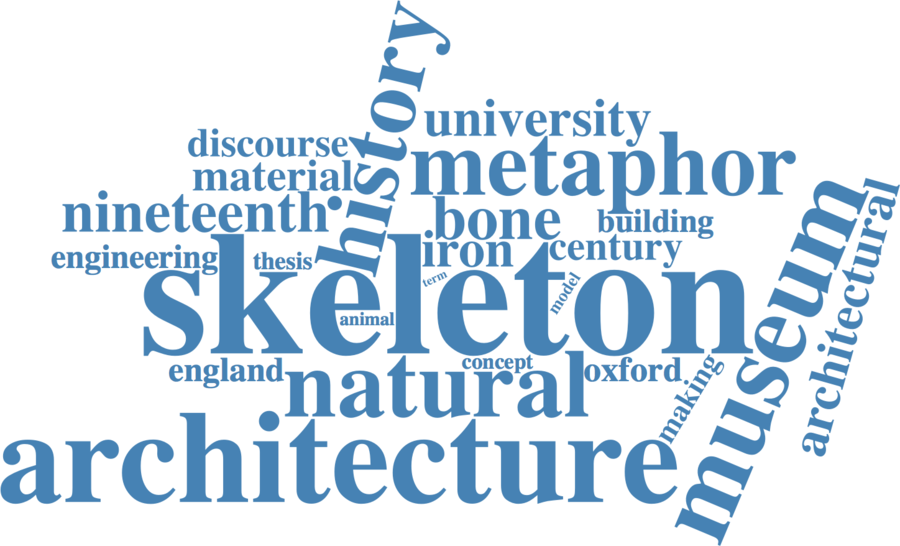 history
university
discourse
metaphor
material
nineteenth
bone
building
museum
architectural
engineering
thesis
iron
century
skeleton
term
model
animal
england
natural
concept
oxford
making
architecture